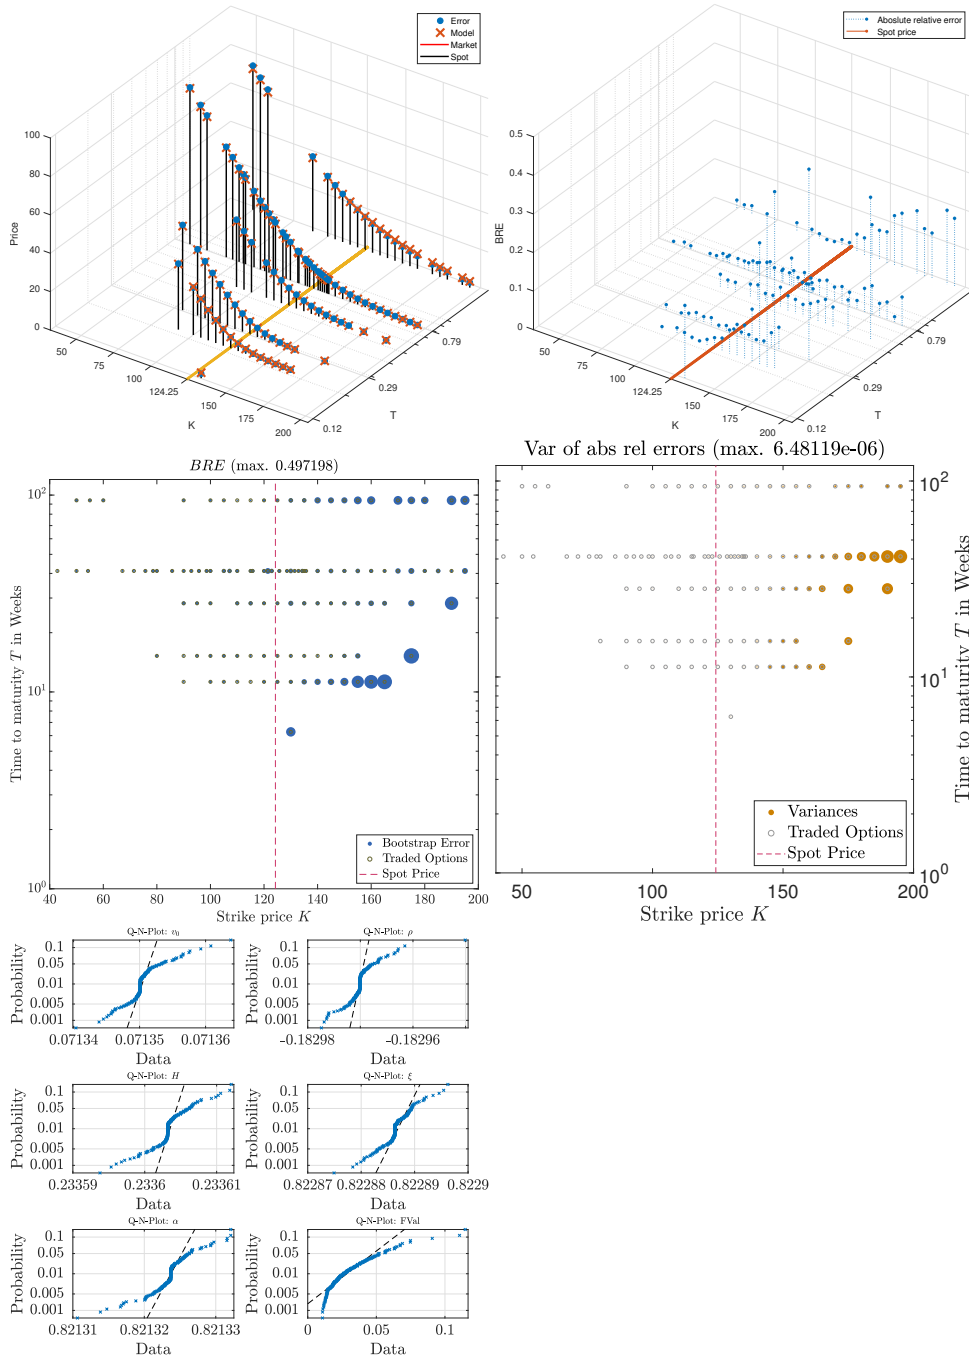 Error
Model
Market
Spot
100
80
60
40
20
0
Price
50
75
100
124.25
150
175
200
K
0.12
0.29
0.79
T
Aboslute relative error
Spot price
0.5
0.4
0.3
0.2
0.1
0
BRE
50
75
100
124.25
150
175
200
K
0.12
0.29
0.79
T
BRE (max. 0.497198)
10^2
10^1
10^0
Time to maturity T in Weeks
Bootstrap Error
Traded Options
Spot Price
40 60 80 100 120 140 160 180 200
Strike price K
Var of abs rel errors (max. 6.48119e-06)
10^2
10^1
10^0
Time to maturity T in Weeks
Variances
Traded Options
Spot Price
50 100 150 200
Strike price K
Q-N-Plot: v_0
0.1
0.05
0.01
0.005
0.001
Probability
0.07134 0.07135 0.07136
Data
Q-N-Plot: ρ
0.1
0.05
0.01
0.005
0.001
Probability
-0.18298 -0.18296
Data
Q-N-Plot: H
0.1
0.05
0.01
0.005
0.001
Probability
0.23359 0.2336 0.23361
Data
Q-N-Plot: ξ
0.1
0.05
0.01
0.005
0.001
Probability
0.82287 0.82288 0.82289 0.8229
Data
Q-N-Plot: α
0.1
0.05
0.01
0.005
0.001
Probability
0.82131 0.82132 0.82133
Data
Q-N-Plot: FVal
0.1
0.05
0.01
0.005
0.001
Probability
0 0.05 0.1
Data